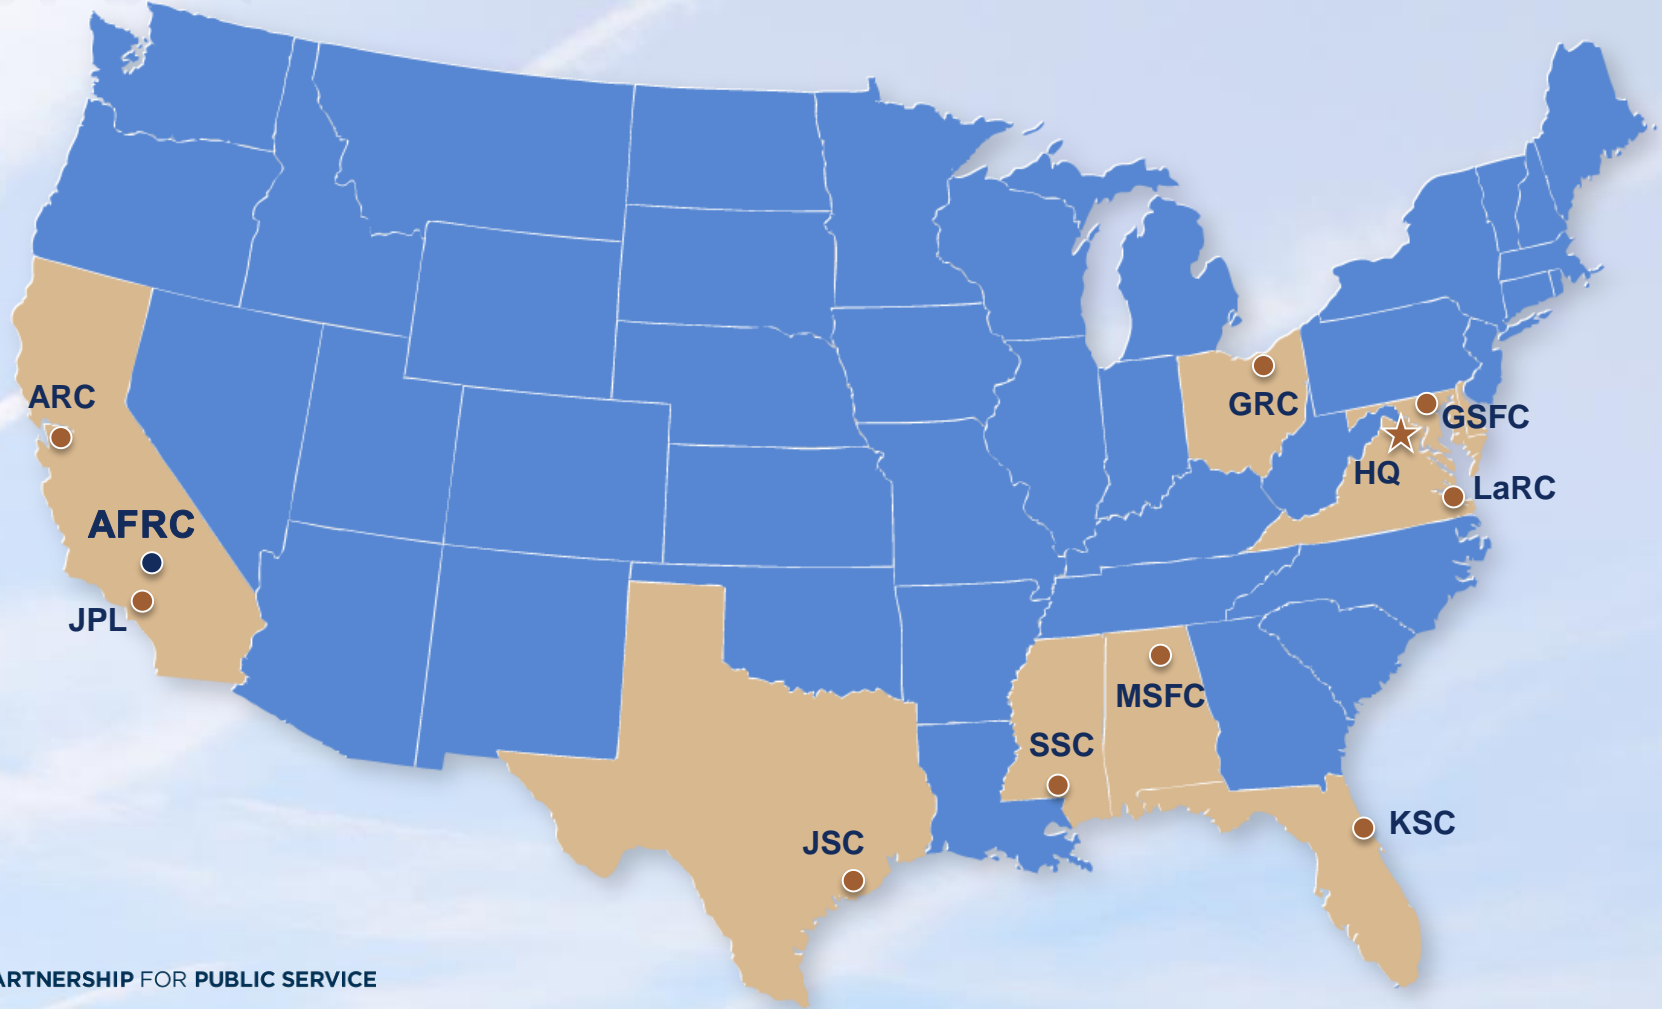 ARC
GRC
GSFC
HQ
LaRC
AFRC
JPL
MSFC
SSC
KSC
JSC
ARTNERSHIP FOR PUBLIC SERVICE